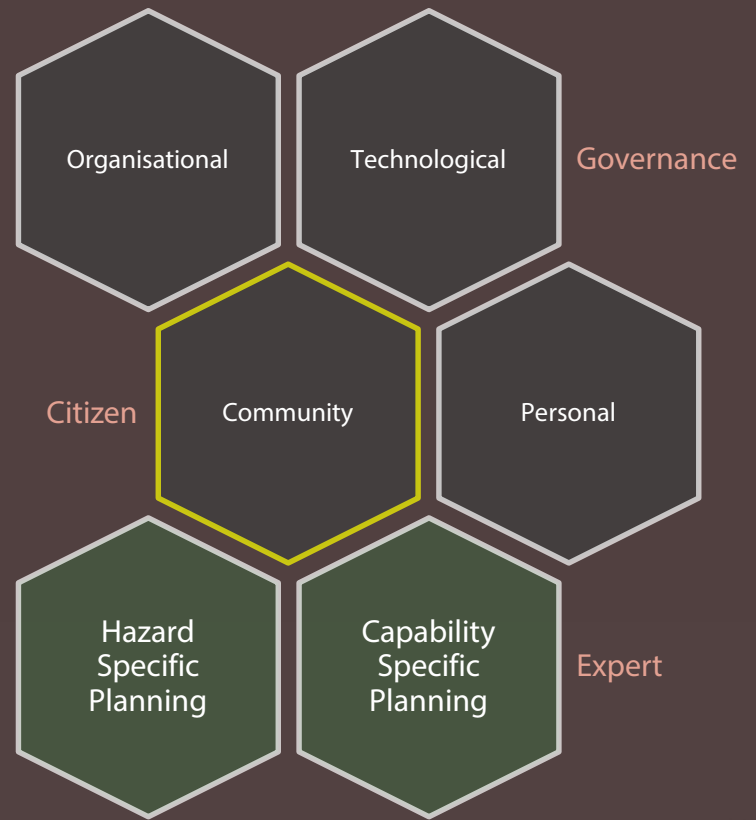 Organisational
Technological
Governance
Citizen
Community
Personal
Hazard
Specific
Planning
Capability
Specific
Planning
Expert